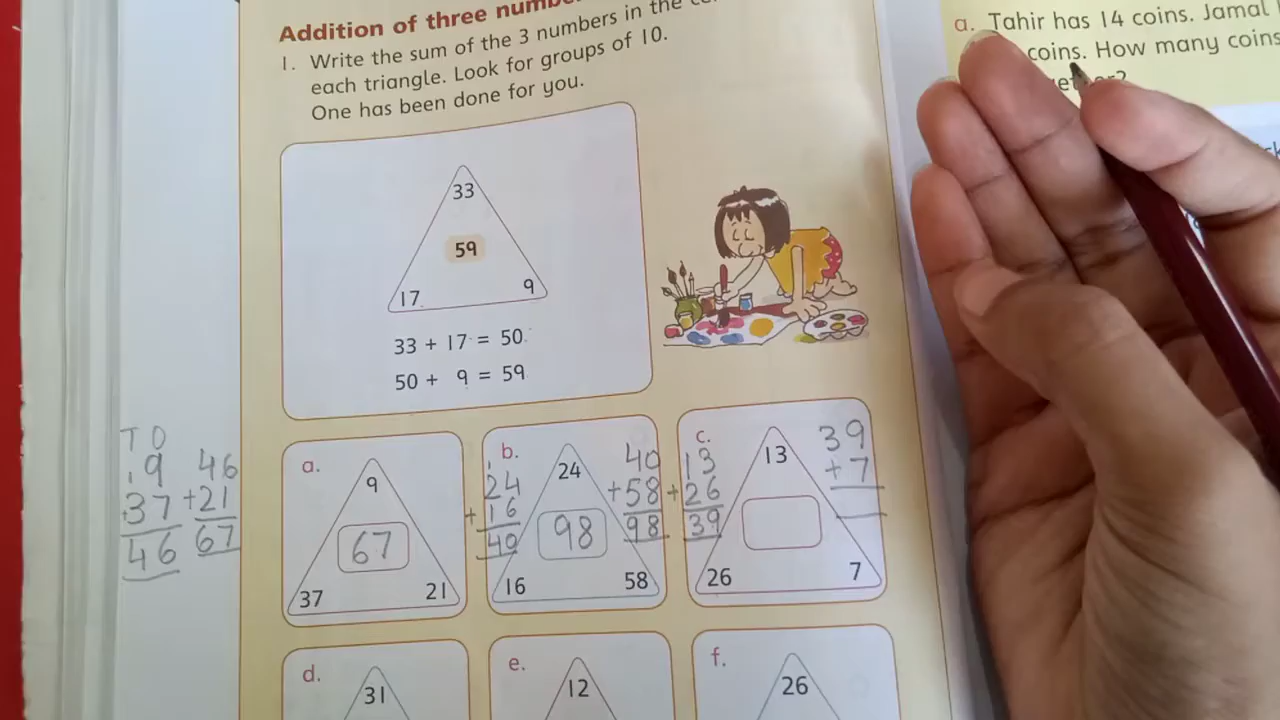 Addition of three
1. Write the sum of the 3 numbers in the
each triangle. Look for groups of 10.
One has been done for you.
33
59
17 9
33 + 17 = 50
50 + 9 = 59
a.
9
67
37 21
T O
9
37
46
46
+21
67
b.
24
98
16 58
1
24
+16
40
40
+58
98
c.
13
26 7
13
+26
39
39
+ 7
d.
31
e.
12
f.
26
a. Tahir has 14 coins. Jamal
coins. How many coins